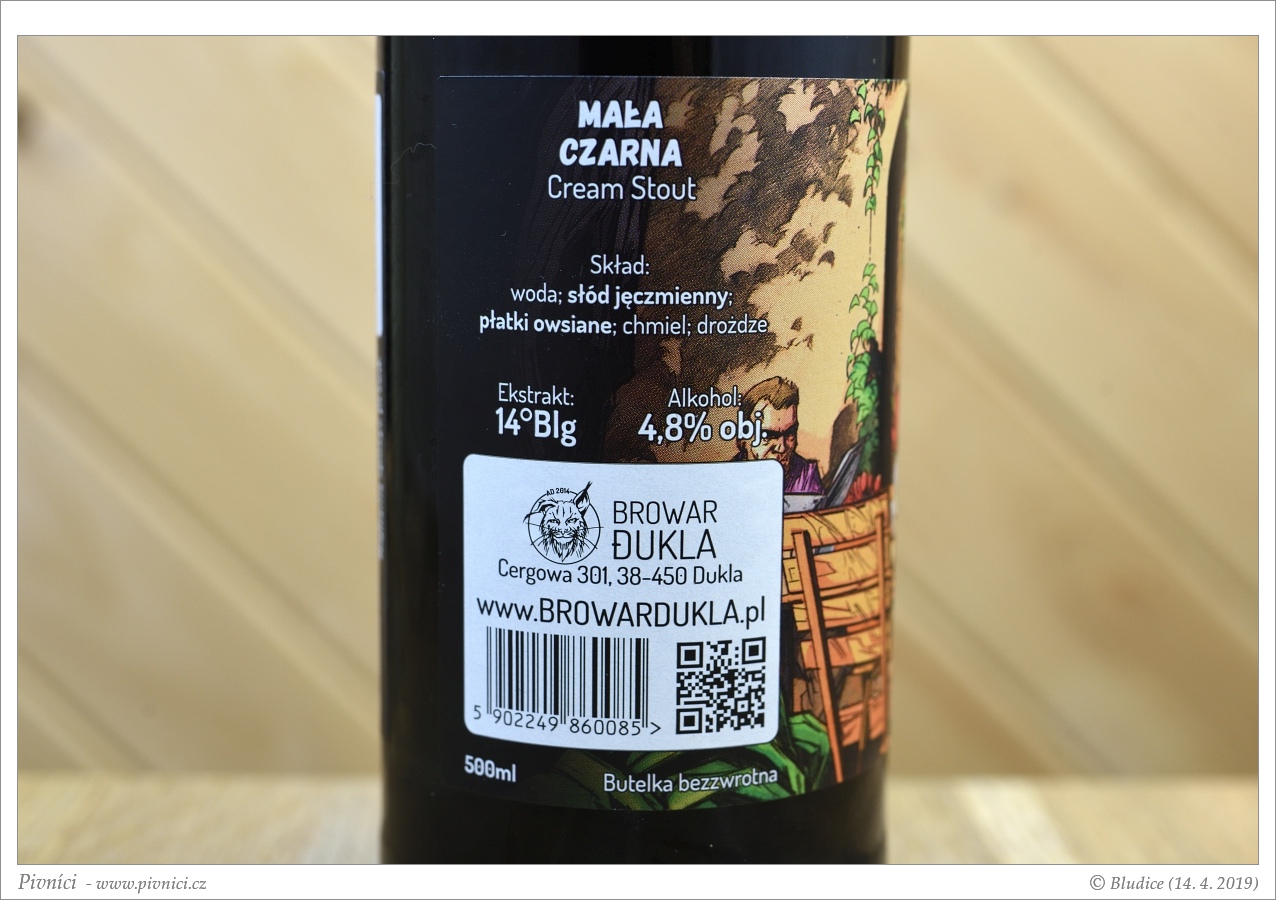 MAŁA
CZARNA
Cream Stout
Skład:
woda; słód jęczmienny;
płatki owsiane; chmiel; drożdże
Ekstrakt:
14°Blg
Alkohol:
4,8% obj.
AD 2014
BROWAR
ĐUKLA
Cergowa 301, 38-450 Dukla
www.BROWARDUKLA.pl
5 902249 860085 >
500ml
Butelka bezzwrotna
Pivníci - www.pivnici.cz
© Bludice (14. 4. 2019)